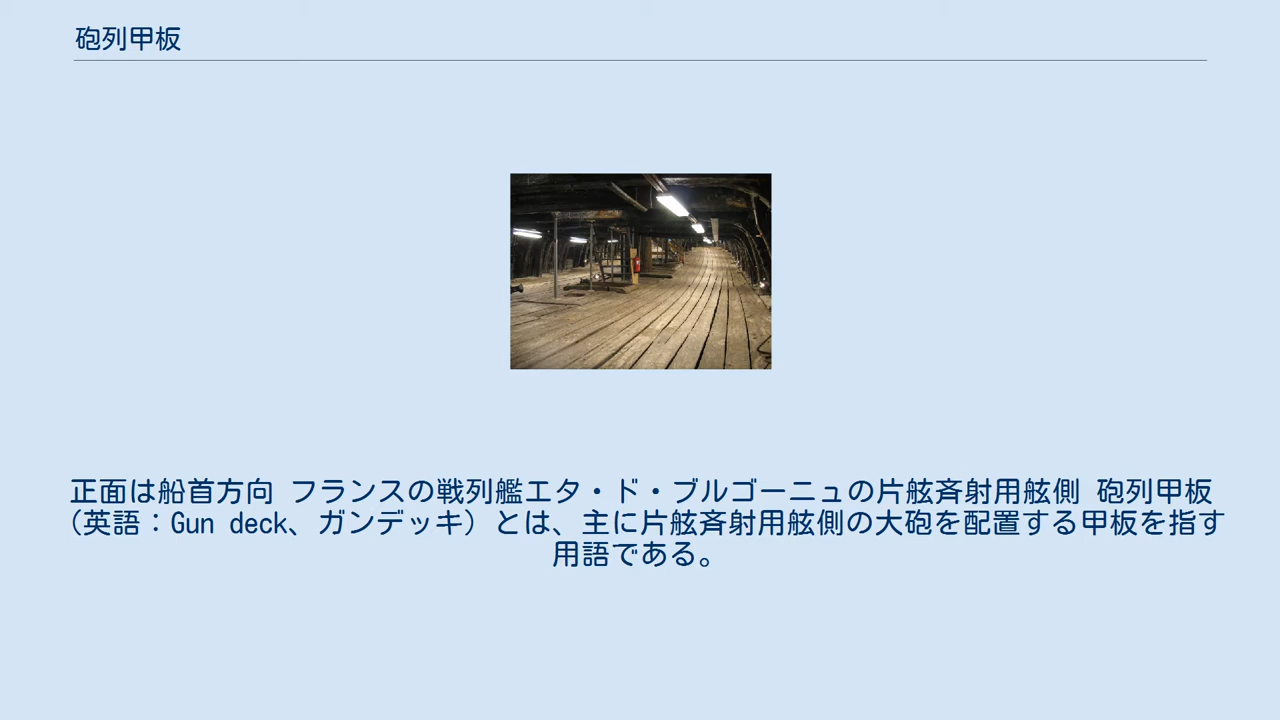 砲列甲板
正面は船首方向 フランスの戦列艦エタ・ド・ブルゴーニュの片舷斉射用舷側 砲列甲板
（英語：Gun deck、ガンデッキ）とは、主に片舷斉射用舷側の大砲を配置する甲板を指す
用語である。